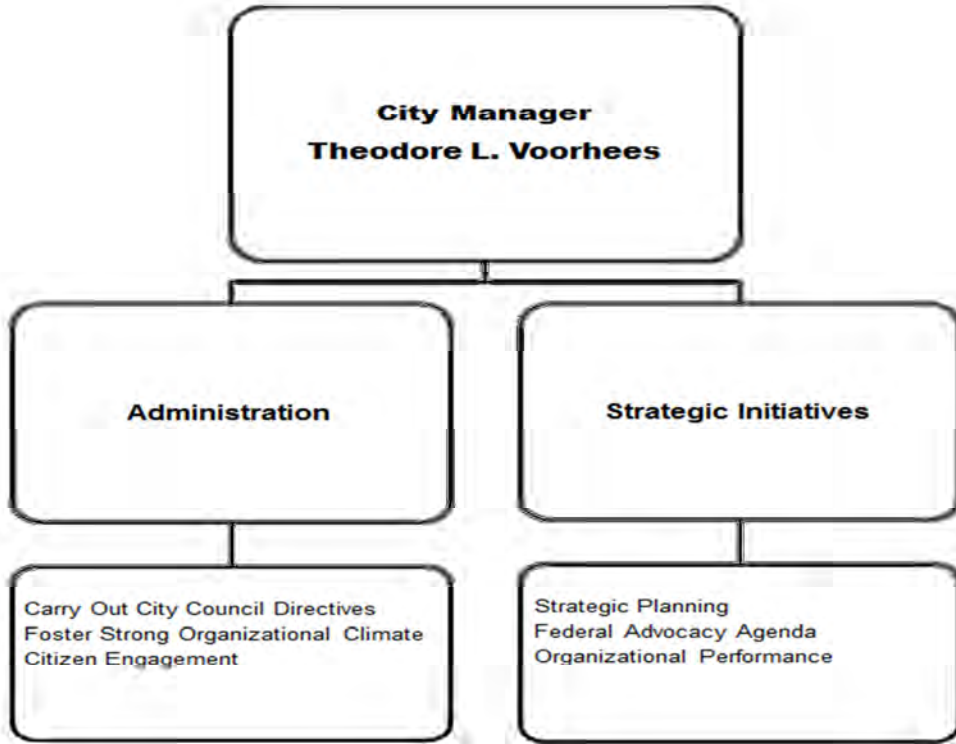 City Manager
Theodore L. Voorhees
Administration
Strategic Initiatives
Carry Out City Council Directives
Foster Strong Organizational Climate
Citizen Engagement
Strategic Planning
Federal Advocacy Agenda
Organizational Performance